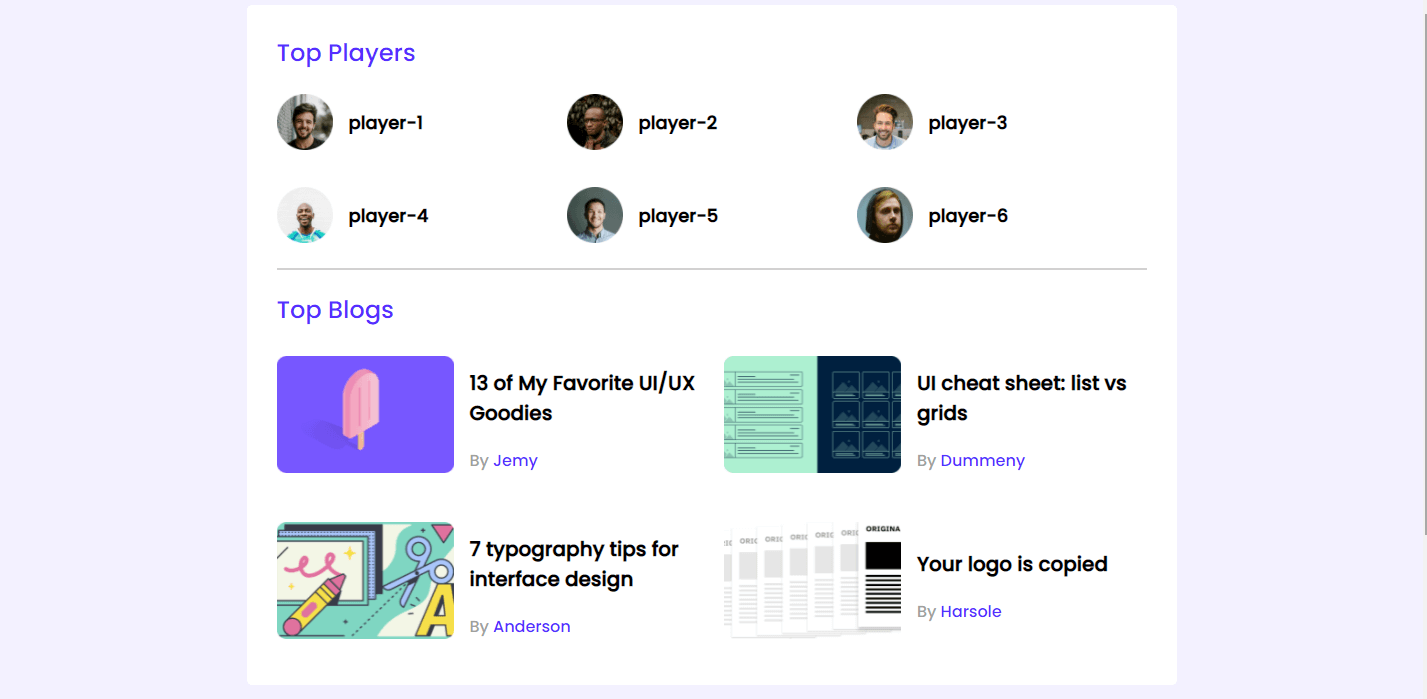 Top Players
player-1
player-2
player-3
player-4
player-5
player-6
Top Blogs
13 of My Favorite UI/UX
Goodies
By Jemy
UI cheat sheet: list vs
grids
By Dummeny
7 typography tips for
interface design
By Anderson
ORIGINA
Your logo is copied
By Harsole